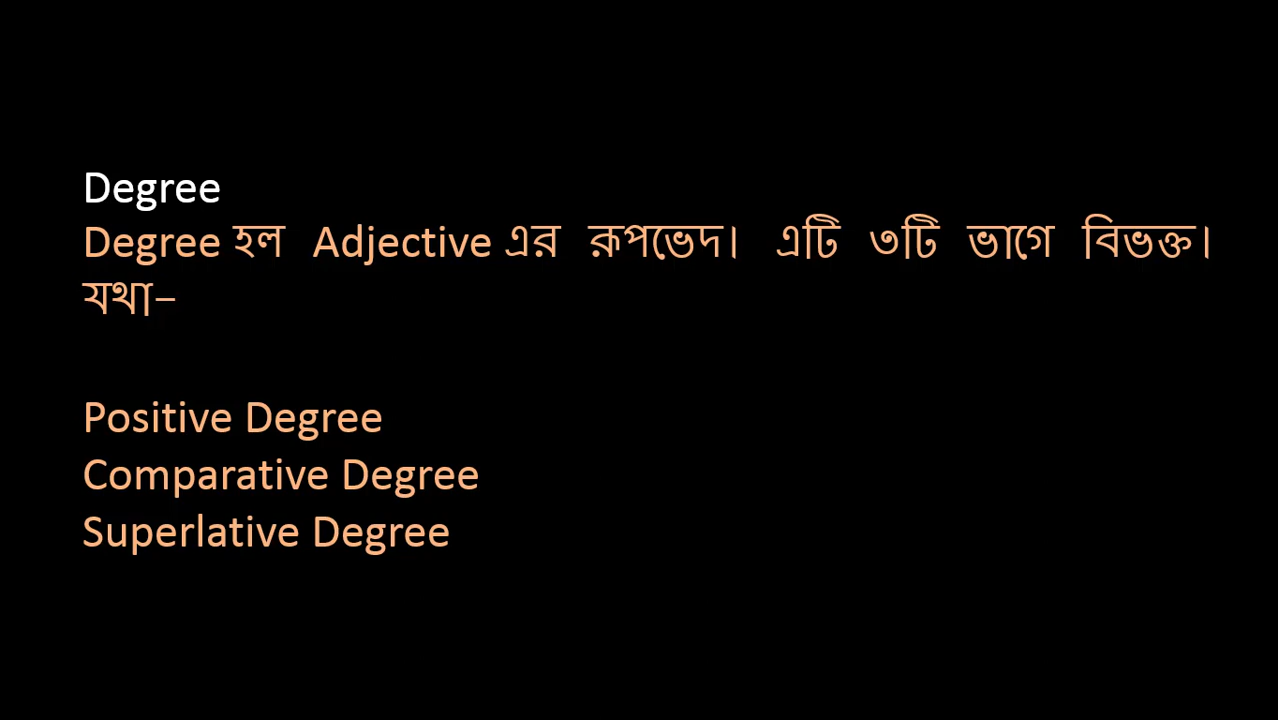 Degree
Degree হল Adjective এর রূপভেদ। এটি ৩টি ভাগে বিভক্ত।
যথা–
Positive Degree
Comparative Degree
Superlative Degree